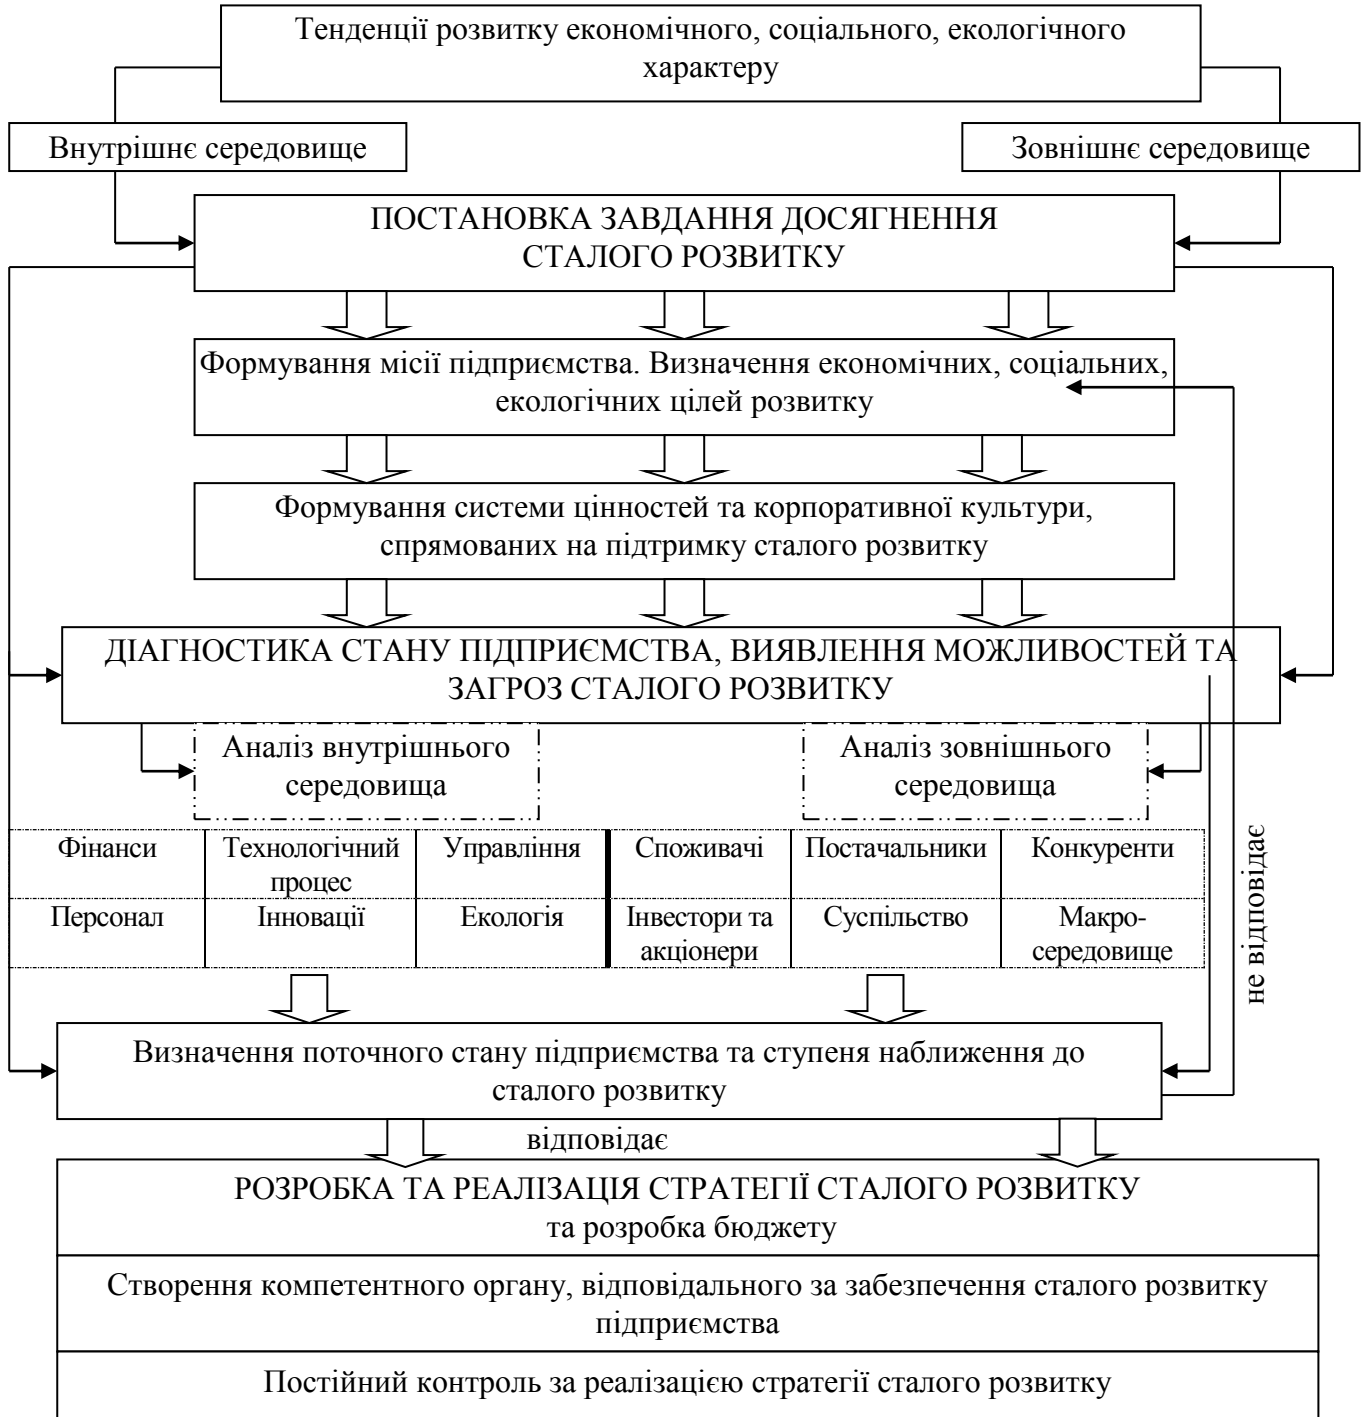 Тенденції розвитку економічного, соціального, екологічного
характеру
Внутрішнє середовище
Зовнішнє середовище
ПОСТАНОВКА ЗАВДАННЯ ДОСЯГНЕННЯ
СТАЛОГО РОЗВИТКУ
Формування місії підприємства. Визначення економічних, соціальних,
екологічних цілей розвитку
Формування системи цінностей та корпоративної культури,
спрямованих на підтримку сталого розвитку
ДІАГНОСТИКА СТАНУ ПІДПРИЄМСТВА, ВИЯВЛЕННЯ МОЖЛИВОСТЕЙ ТА
ЗАГРОЗ СТАЛОГО РОЗВИТКУ
Аналіз внутрішнього
середовища
Аналіз зовнішнього
середовища
Фінанси
Технологічний
процес
Управління
Споживачі
Постачальники
Конкуренти
Персонал
Інновації
Екологія
Інвестори та
акціонери
Суспільство
Макро-
середовище
не відповідає
Визначення поточного стану підприємства та ступеня наближення до
сталого розвитку
відповідає
РОЗРОБКА ТА РЕАЛІЗАЦІЯ СТРАТЕГІЇ СТАЛОГО РОЗВИТКУ
та розробка бюджету
Створення компетентного органу, відповідального за забезпечення сталого розвитку
підприємства
Постійний контроль за реалізацією стратегії сталого розвитку